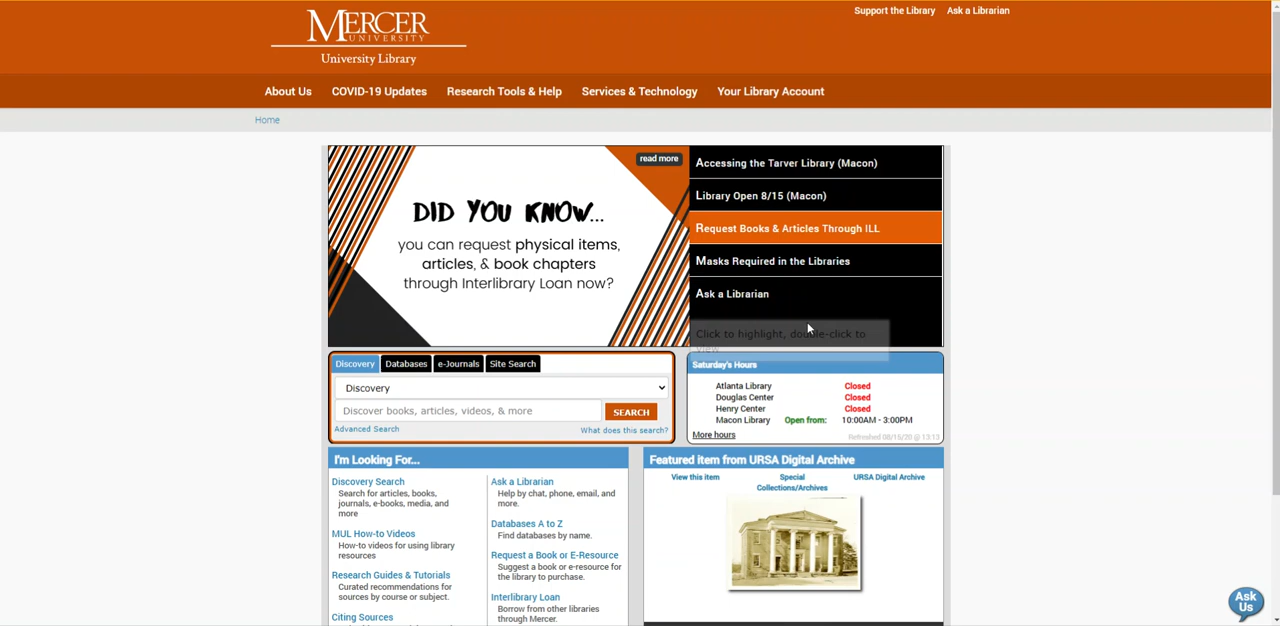 Support the Library
Ask a Librarian
MERCER
UNIVERSITY
University Library
About Us
COVID-19 Updates
Research Tools & Help
Services & Technology
Your Library Account
Home
read more
DID YOU KNOW...
you can request physical items,
articles, & book chapters
through Interlibrary Loan now?
Accessing the Tarver Library (Macon)
Library Open 8/15 (Macon)
Request Books & Articles Through ILL
Masks Required in the Libraries
Ask a Librarian
Click to highlight, double-click to
view
Discovery
Databases
e-Journals
Site Search
Discovery
Discover books, articles, videos, & more
SEARCH
Advanced Search
What does this search?
Saturday's Hours
Atlanta Library Closed
Douglas Center Closed
Henry Center Closed
Macon Library Open from: 10:00AM - 3:00PM
More hours
Refreshed 08/15/20 @ 13:13
I'm Looking For...
Discovery Search
Search for articles, books,
journals, e-books, media, and
more
MUL How-to Videos
How-to videos for using library
resources
Research Guides & Tutorials
Curated recommendations for
sources by course or subject.
Citing Sources
Ask a Librarian
Help by chat, phone, email, and
more.
Databases A to Z
Find databases by name.
Request a Book or E-Resource
Suggest a book or e-resource for
the library to purchase.
Interlibrary Loan
Borrow from other libraries
through Mercer.
Featured item from URSA Digital Archive
View this item
Special
Collections/Archives
URSA Digital Archive
Ask
Us